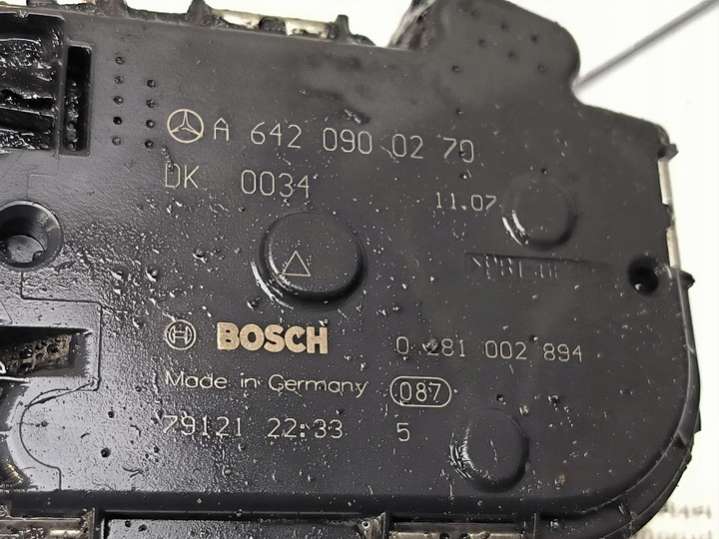 A 642 090 02 70
DK 0034
11.07
BOSCH
0 281 002 894
Made in Germany
087
79121 22:33 5